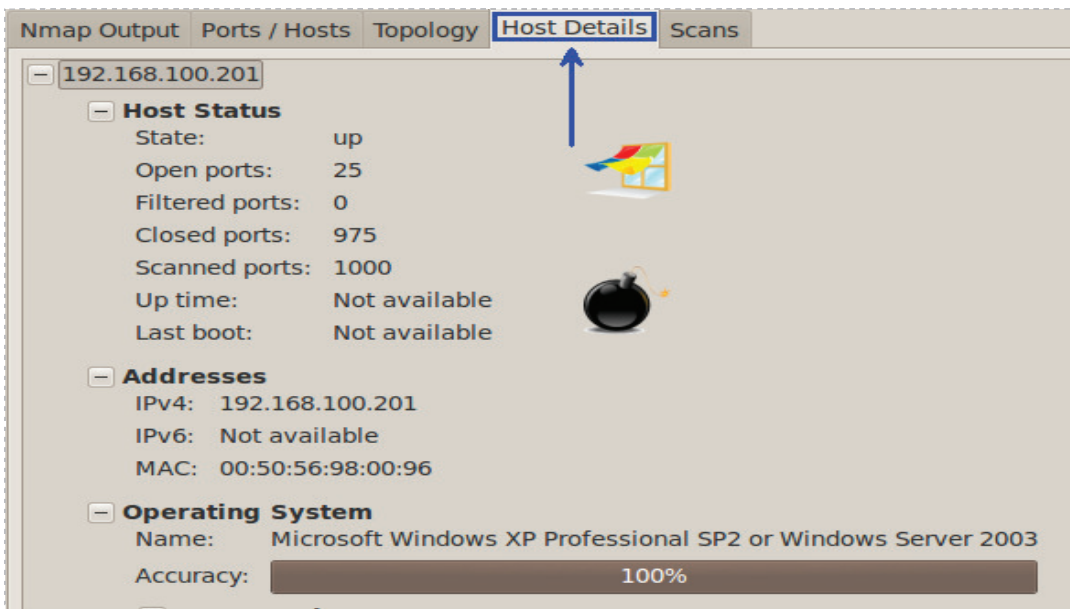 Nmap Output Ports / Hosts Topology Host Details Scans
192.168.100.201
Host Status
State: up
Open ports: 25
Filtered ports: 0
Closed ports: 975
Scanned ports: 1000
Up time: Not available
Last boot: Not available
Addresses
IPv4: 192.168.100.201
IPv6: Not available
MAC: 00:50:56:98:00:96
Operating System
Name: Microsoft Windows XP Professional SP2 or Windows Server 2003
Accuracy: 100%